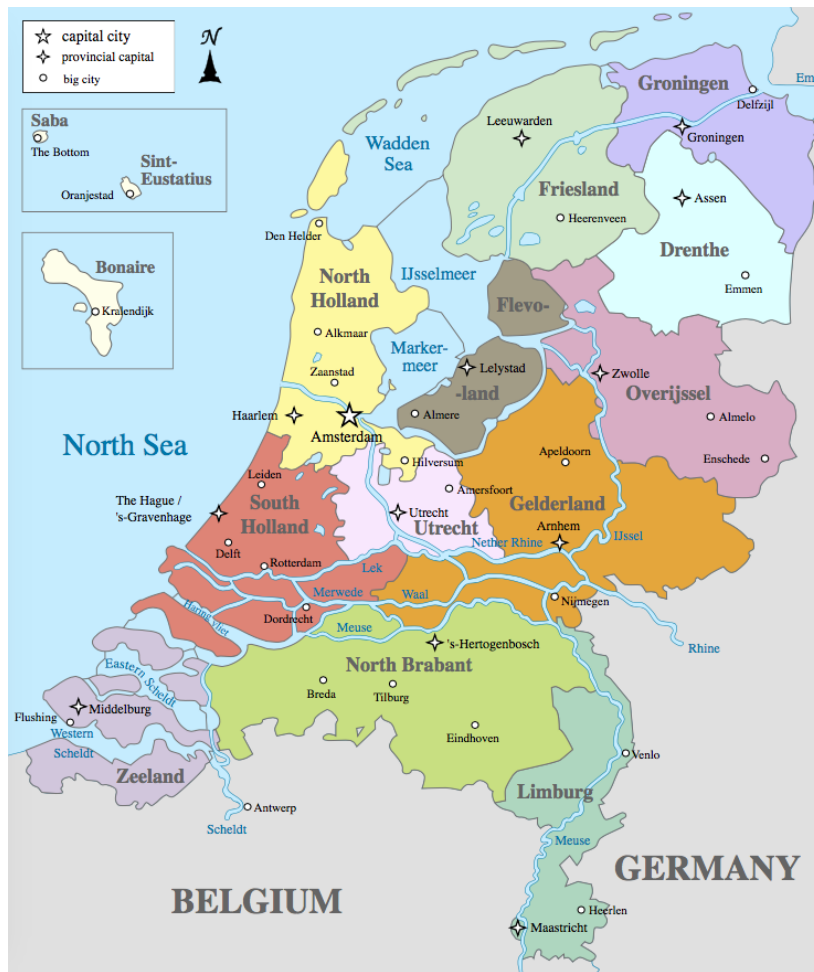 capital city
provincial capital
big city
N
Saba
The Bottom
Sint-
Eustatius
Oranjestad
Bonaire
Kralendijk
Groningen
Em
Delfzijl
Leeuwarden
Groningen
Wadden
Sea
Friesland
Assen
Heerenveen
Den Helder
Drenthe
IJsselmeer
North
Holland
Emmen
Flevo-
Alkmaar
Marker-
meer
Lelystad
Zwolle
Zaanstad
-land
Overijssel
Haarlem
Almere
Almelo
Amsterdam
North Sea
Hilversum
Apeldoorn
Enschede
Leiden
Amersfoort
The Hague /
's-Gravenhage
South
Holland
Utrecht
Gelderland
Utrecht
Arnhem
Delft
Nether Rhine
IJssel
Rotterdam
Lek
Merwede
Waal
Nijmegen
Haring vliet
Dordrecht
Meuse
's-Hertogenbosch
Rhine
Eastern
Scheldt
North Brabant
Breda
Tilburg
Middelburg
Flushing
Western
Scheldt
Eindhoven
Venlo
Zeeland
Limburg
Antwerp
Scheldt
Meuse
GERMANY
BELGIUM
Heerlen
Maastricht